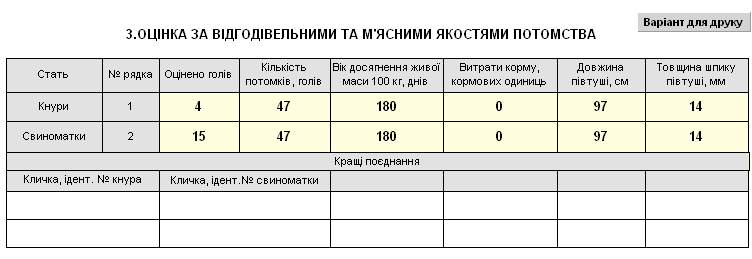 Варіант для друку
3.ОЦІНКА ЗА ВІДГОДІВЕЛЬНИМИ ТА М'ЯСНИМИ ЯКОСТЯМИ ПОТОМСТВА
Стать № рядка Оцінено голів Кількість потомків, голів Вік досягнення живої маси 100 кг, днів Витрати корму, кормових одиниць Довжина півтуші, см Товщина шпику півтуші, мм
Кнури 1 4 47 180 0 97 14
Свиноматки 2 15 47 180 0 97 14
Кращі поєднання
Кличка, ідент. № кнура Кличка, ідент.№ свиноматки